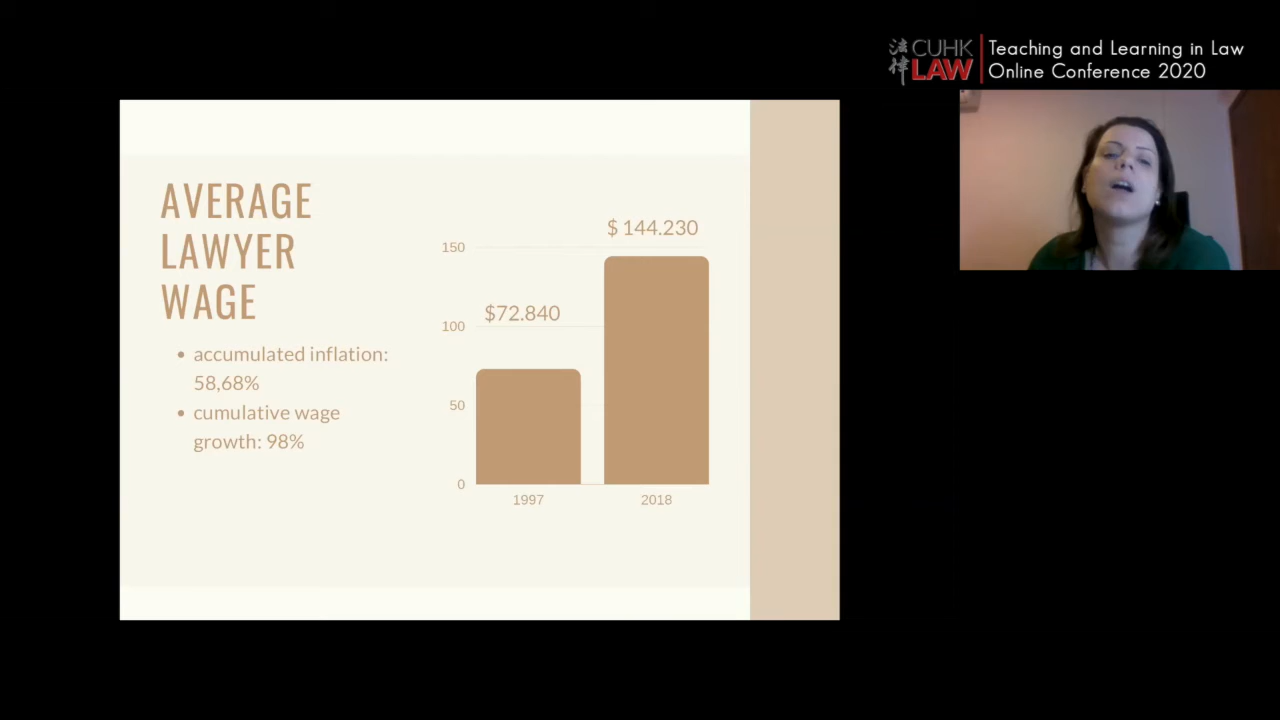 法律 CUHK LAW
Teaching and Learning in Law
Online Conference 2020
AVERAGE
LAWYER
WAGE
• accumulated inflation:
58,68%
• cumulative wage
growth: 98%
$ 144.230
$72.840
150
100
50
0
1997
2018